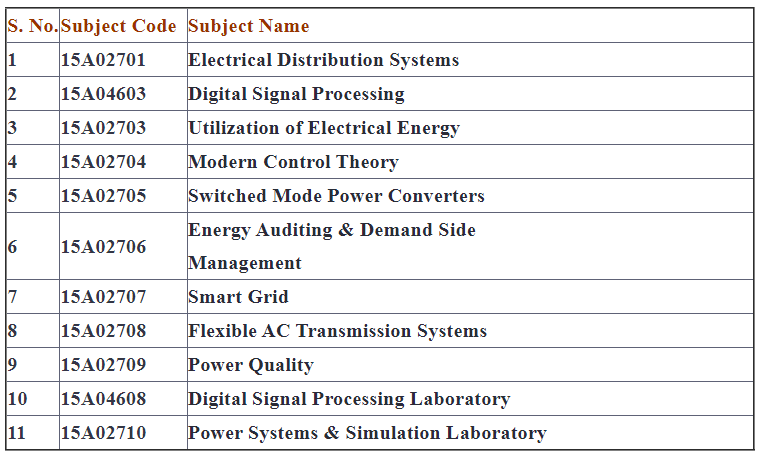 S. No. Subject Code Subject Name
1 15A02701 Electrical Distribution Systems
2 15A04603 Digital Signal Processing
3 15A02703 Utilization of Electrical Energy
4 15A02704 Modern Control Theory
5 15A02705 Switched Mode Power Converters
6 15A02706 Energy Auditing & Demand Side
Management
7 15A02707 Smart Grid
8 15A02708 Flexible AC Transmission Systems
9 15A02709 Power Quality
10 15A04608 Digital Signal Processing Laboratory
11 15A02710 Power Systems & Simulation Laboratory